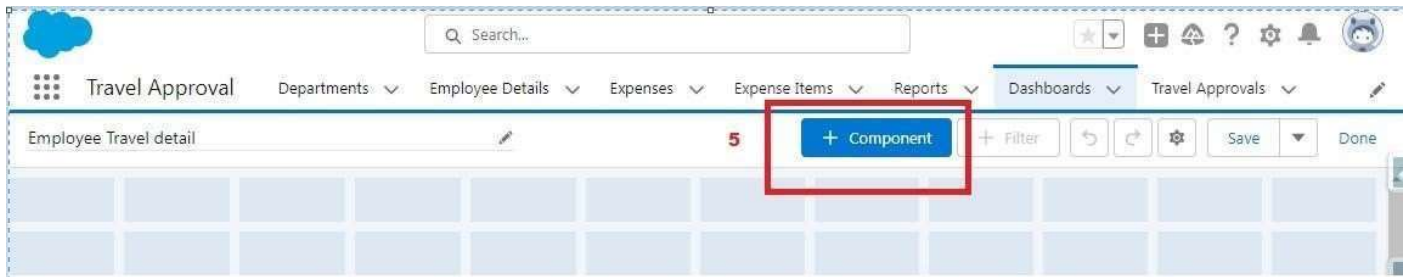 Search...
Travel Approval Departments Employee Details Expenses Expense Items Reports Dashboards Travel Approvals
Employee Travel detail 5 + Component + Filter Save Done